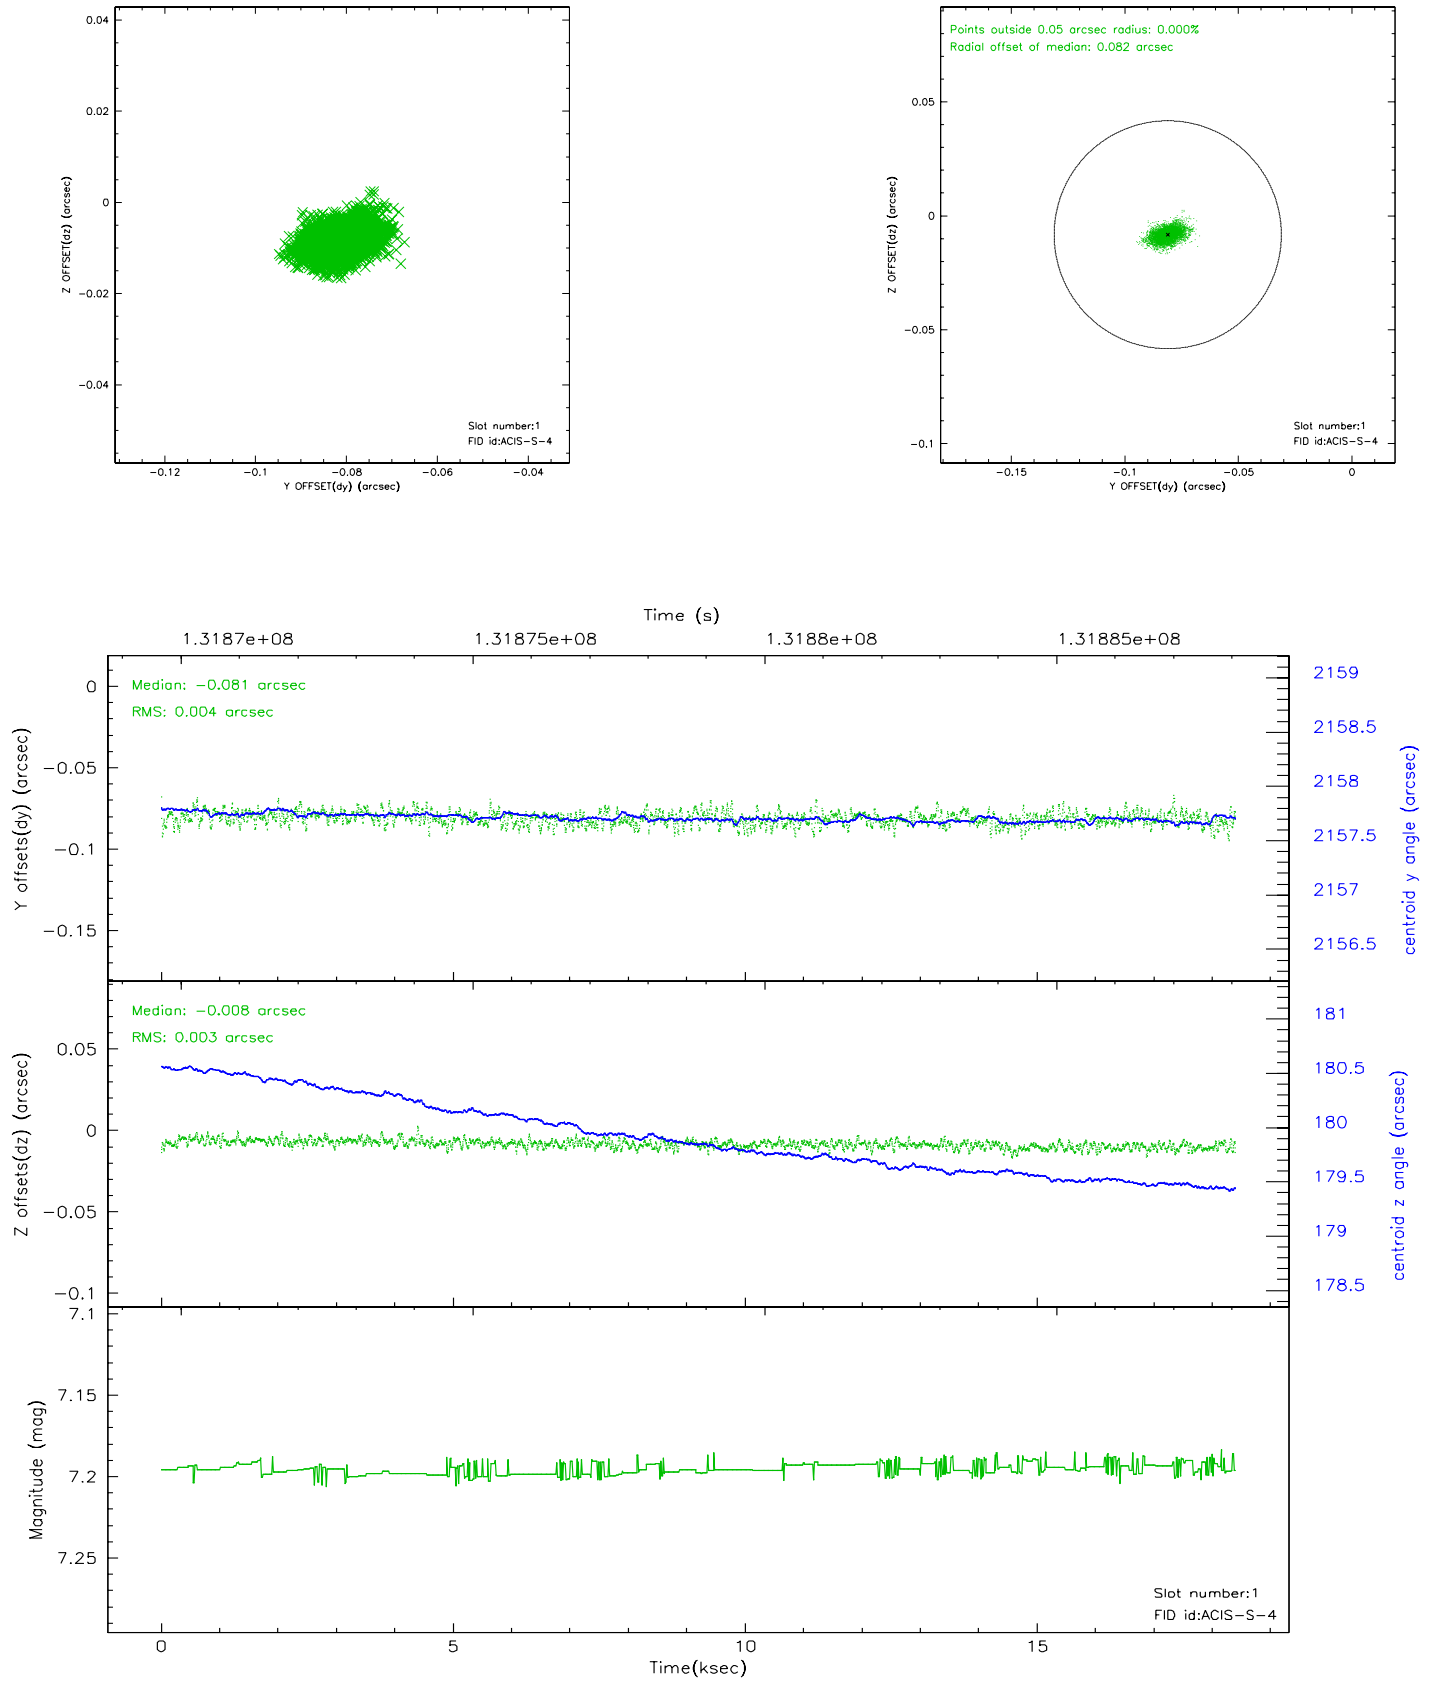 0.04
0.02
0
−0.02
−0.04
Z OFFSET(dz) (arcsec)
Slot number:1
FID id:ACIS−S−4
−0.12
−0.1
−0.08
−0.06
−0.04
Y OFFSET(dy) (arcsec)
Points outside 0.05 arcsec radius: 0.000%
Radial offset of median: 0.082 arcsec
0.05
0
−0.05
−0.1
Z OFFSET(dz) (arcsec)
Slot number:1
FID id:ACIS−S−4
−0.15
−0.1
−0.05
0
Y OFFSET(dy) (arcsec)
Time (s)
1.3187e+08
1.31875e+08
1.3188e+08
1.31885e+08
Median: −0.081 arcsec
RMS: 0.004 arcsec
0
−0.05
−0.1
−0.15
Y offsets(dy) (arcsec)
2159
2158.5
2158
2157.5
2157
2156.5
centroid y angle (arcsec)
Median: −0.008 arcsec
RMS: 0.003 arcsec
0.05
0
−0.05
−0.1
Z offsets(dz) (arcsec)
181
180.5
180
179.5
179
178.5
centroid z angle (arcsec)
7.1
7.15
7.2
7.25
Magnitude (mag)
Slot number:1
FID id:ACIS−S−4
0
5
10
15
Time(ksec)